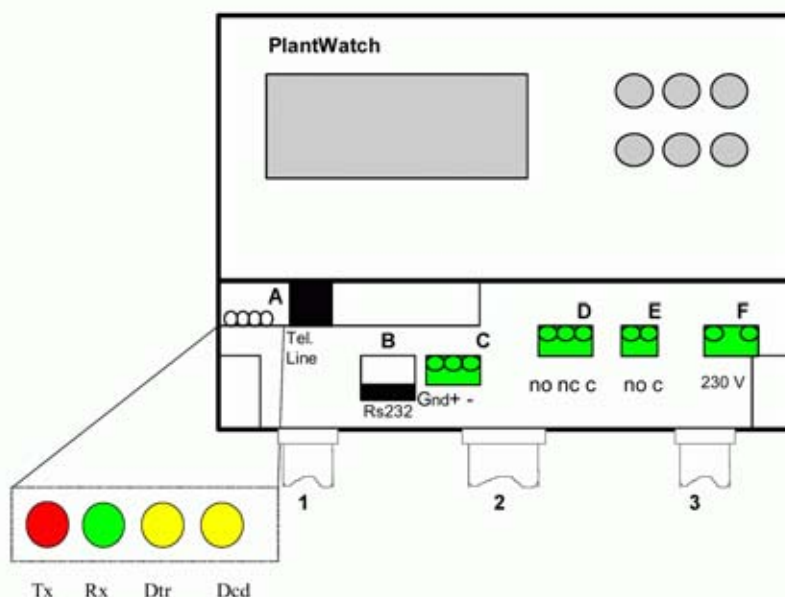 PlantWatch
A
Tel.
Line
B
Rs232
C
Gnd+ -
D
no nc c
E
no c
F
230 V
1
2
3
Tx Rx Dtr Dcd